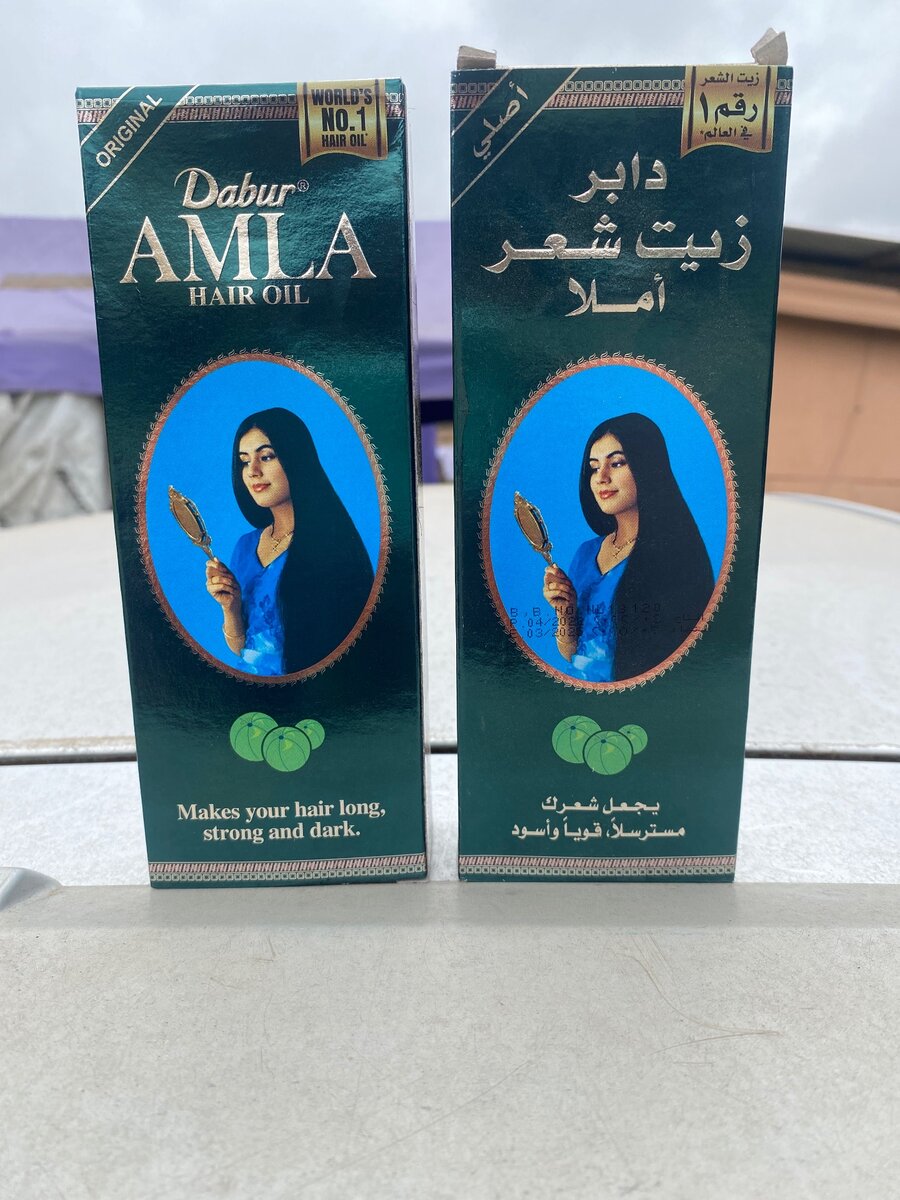 ORIGINAL
WORLD'S
NO.1
HAIR OIL*
Dabur®
AMLA
HAIR OIL
Makes your hair long,
strong and dark.
أصلي
زيت الشعر
رقم ١
في العالم*
دابر
زيت شعر
أملا
B.B.NO.
يجعل شعرك
مسترسلاً، قوياً وأسود